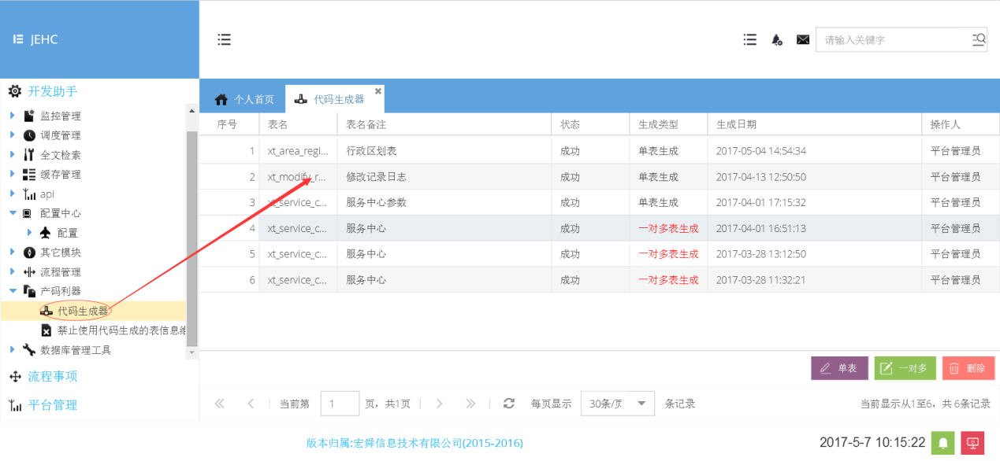 JEHC
请输入关键字
开发助手
监控管理
调度管理
全文检索
缓存管理
api
配置中心
配置
其它模块
流程管理
产码利器
代码生成器
禁止使用代码生成的表信息
数据库管理工具
流程事项
平台管理
个人首页 代码生成器
序号 表名 表名备注 状态 生成类型 生成日期 操作人
1 xt_area_regi... 行政区划表 成功 单表生成 2017-05-04 14:54:34 平台管理员
2 xt_modify_r... 修改记录日志 成功 单表生成 2017-04-13 12:50:50 平台管理员
3 xt_service_c... 服务中心参数 成功 单表生成 2017-04-01 17:15:32 平台管理员
4 xt_service_c... 服务中心 成功 一对多表生成 2017-04-01 16:51:13 平台管理员
5 xt_service_c... 服务中心 成功 一对多表生成 2017-03-28 13:12:50 平台管理员
6 xt_service_c... 服务中心 成功 一对多表生成 2017-03-28 11:32:21 平台管理员
单表 一对多 删除
当前第 1 页，共1页 每页显示 30条/页 条记录 当前显示从1至6，共 6条记录
版本归属:宏舜信息技术有限公司(2015-2016) 2017-5-7 10:15:22